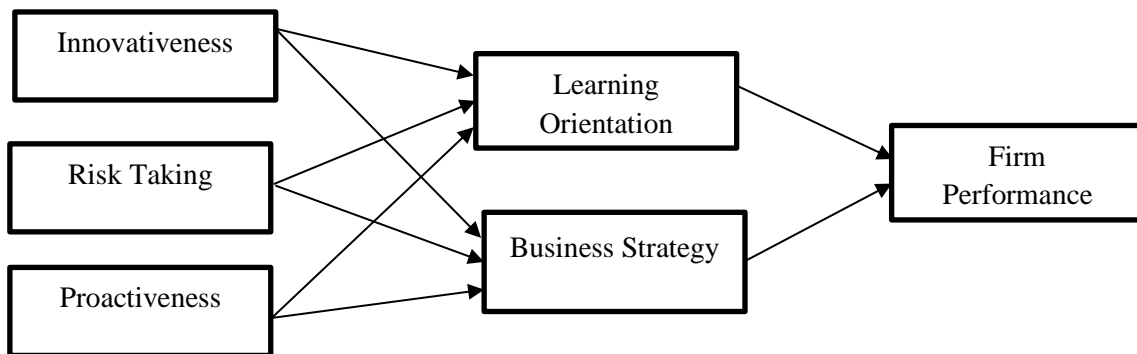 Innovativeness
Risk Taking
Proactiveness
Learning
Orientation
Business Strategy
Firm
Performance